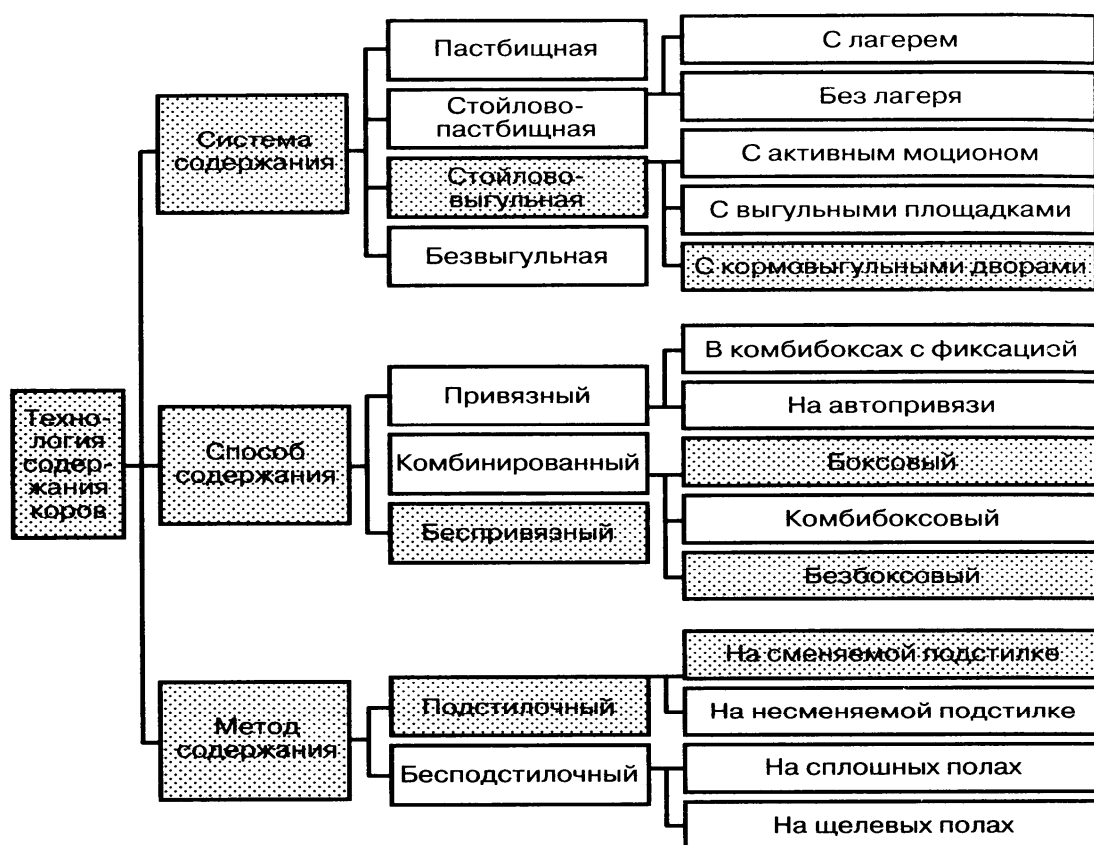 Техно-
логия
содер-
жания
коров
Система
содержания
Пастбищная
Стойлово-
пастбищная
С лагерем
Без лагеря
Стойлово-
выгульная
С активным моционом
С выгульными площадками
С кормовыгульными дворами
Безвыгульная
Способ
содержания
Привязный
В комбибоксах с фиксацией
На автопривязи
Комбинированный
Боксовый
Комбибоксовый
Безбоксовый
Беспривязный
Метод
содержания
Подстилочный
На сменяемой подстилке
На несменяемой подстилке
Бесподстилочный
На сплошных полах
На щелевых полах